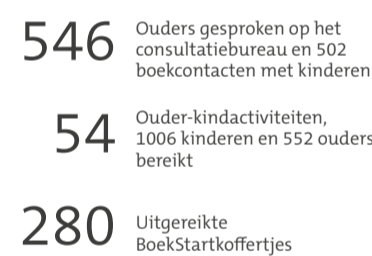 546 Ouders gesproken op het
consultatiebureau en 502
boekcontacten met kinderen
54 Ouder-kindactiviteiten,
1006 kinderen en 552 ouders
bereikt
280 Uitgereikte
BoekStartkoffertjes